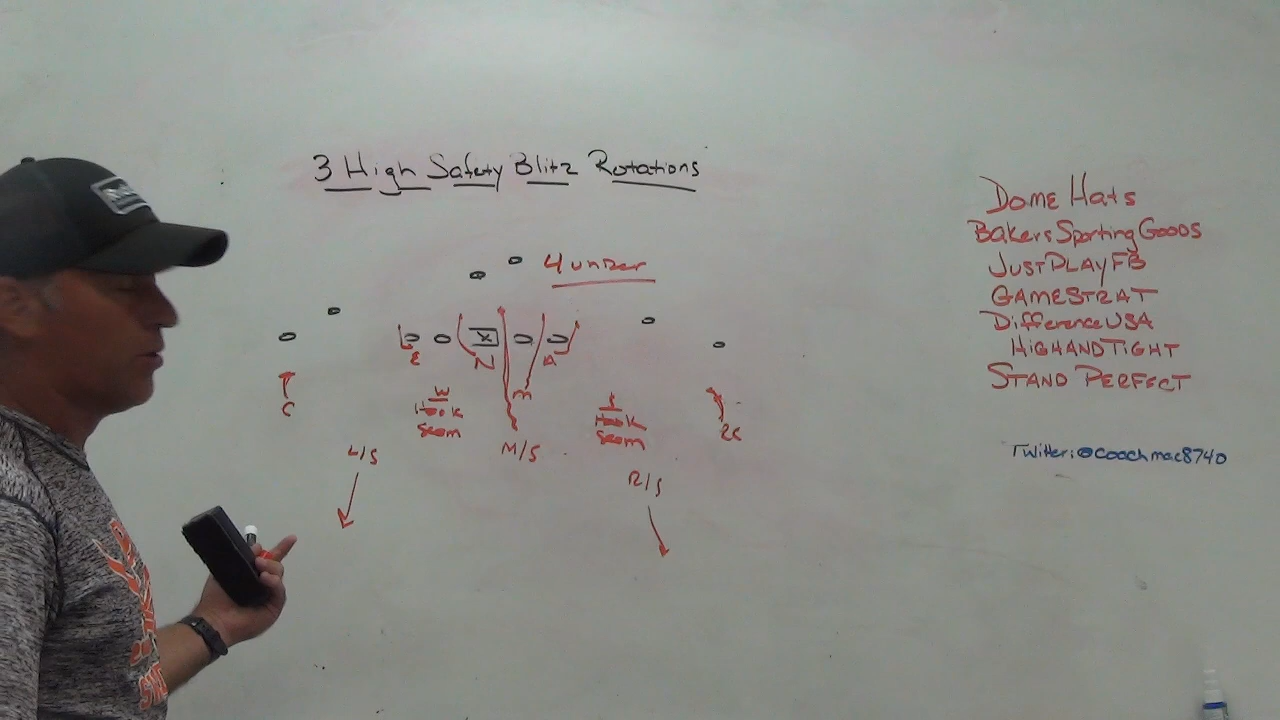 3 High Safety Blitz Rotations
4 under
X
E
N
A
C
W
Hook
Seam
m
M/S
S
Hook
Seam
RC
L/S
R/S
Dome Hats
Bakers Sporting Goods
JUSTPLAYFB
GAMESTRAT
DifferenceUSA
HIGHANDTIGHT
STAND PERFECT
Twitter:@coachmac8740